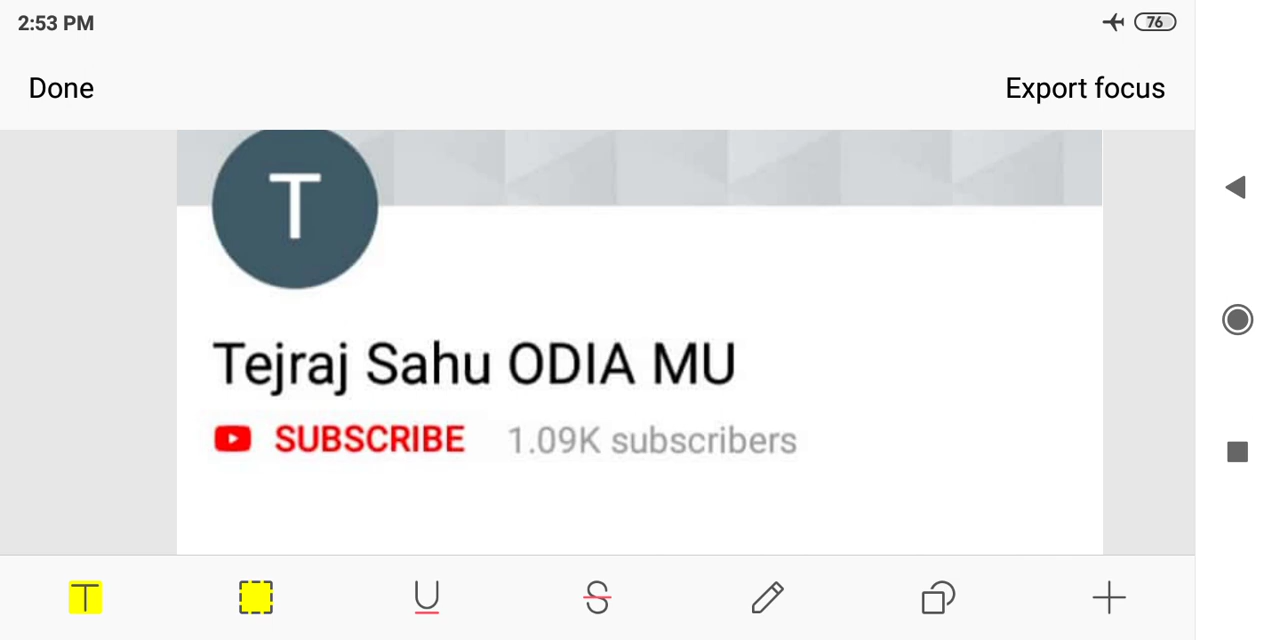 2:53 PM
76
Done
Export focus
T
Tejraj Sahu ODIA MU
SUBSCRIBE 1.09K subscribers
T U S